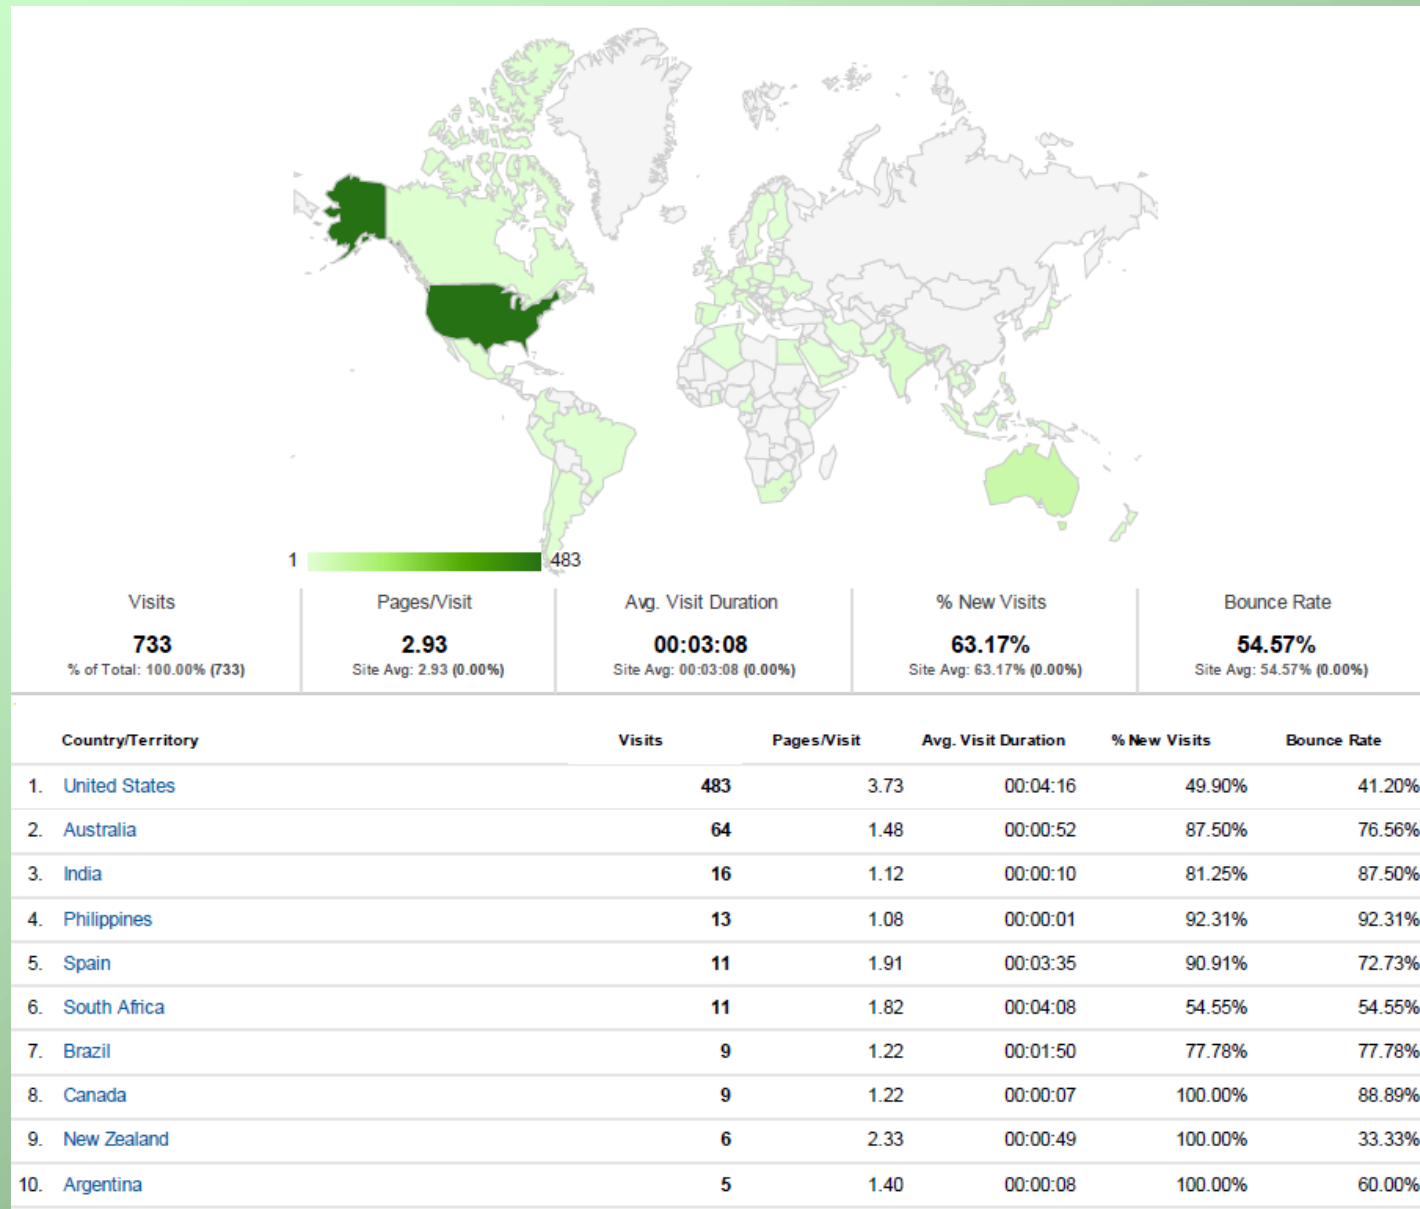 1 483
Visits Pages/Visit Avg. Visit Duration % New Visits Bounce Rate
733 2.93 00:03:08 63.17% 54.57%
% of Total: 100.00% (733) Site Avg: 2.93 (0.00%) Site Avg: 00:03:08 (0.00%) Site Avg: 63.17% (0.00%) Site Avg: 54.57% (0.00%)
Country/Territory Visits Pages/Visit Avg. Visit Duration % New Visits Bounce Rate
1. United States 483 3.73 00:04:16 49.90% 41.20%
2. Australia 64 1.48 00:00:52 87.50% 76.56%
3. India 16 1.12 00:00:10 81.25% 87.50%
4. Philippines 13 1.08 00:00:01 92.31% 92.31%
5. Spain 11 1.91 00:03:35 90.91% 72.73%
6. South Africa 11 1.82 00:04:08 54.55% 54.55%
7. Brazil 9 1.22 00:01:50 77.78% 77.78%
8. Canada 9 1.22 00:00:07 100.00% 88.89%
9. New Zealand 6 2.33 00:00:49 100.00% 33.33%
10. Argentina 5 1.40 00:00:08 100.00% 60.00%